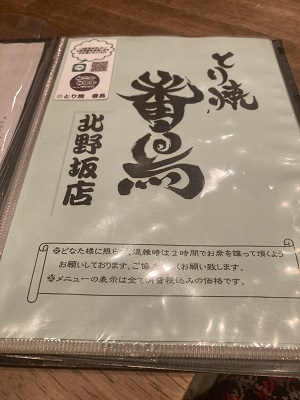 とり焼 番鳥
とり焼
番鳥
北野坂店
※どなた様に限らず、混雑時は2時間でお席を譲って頂くよう
お願いしております。ご協力よろしくお願い致します。
※メニューの表示は全て消費税込みの価格です。